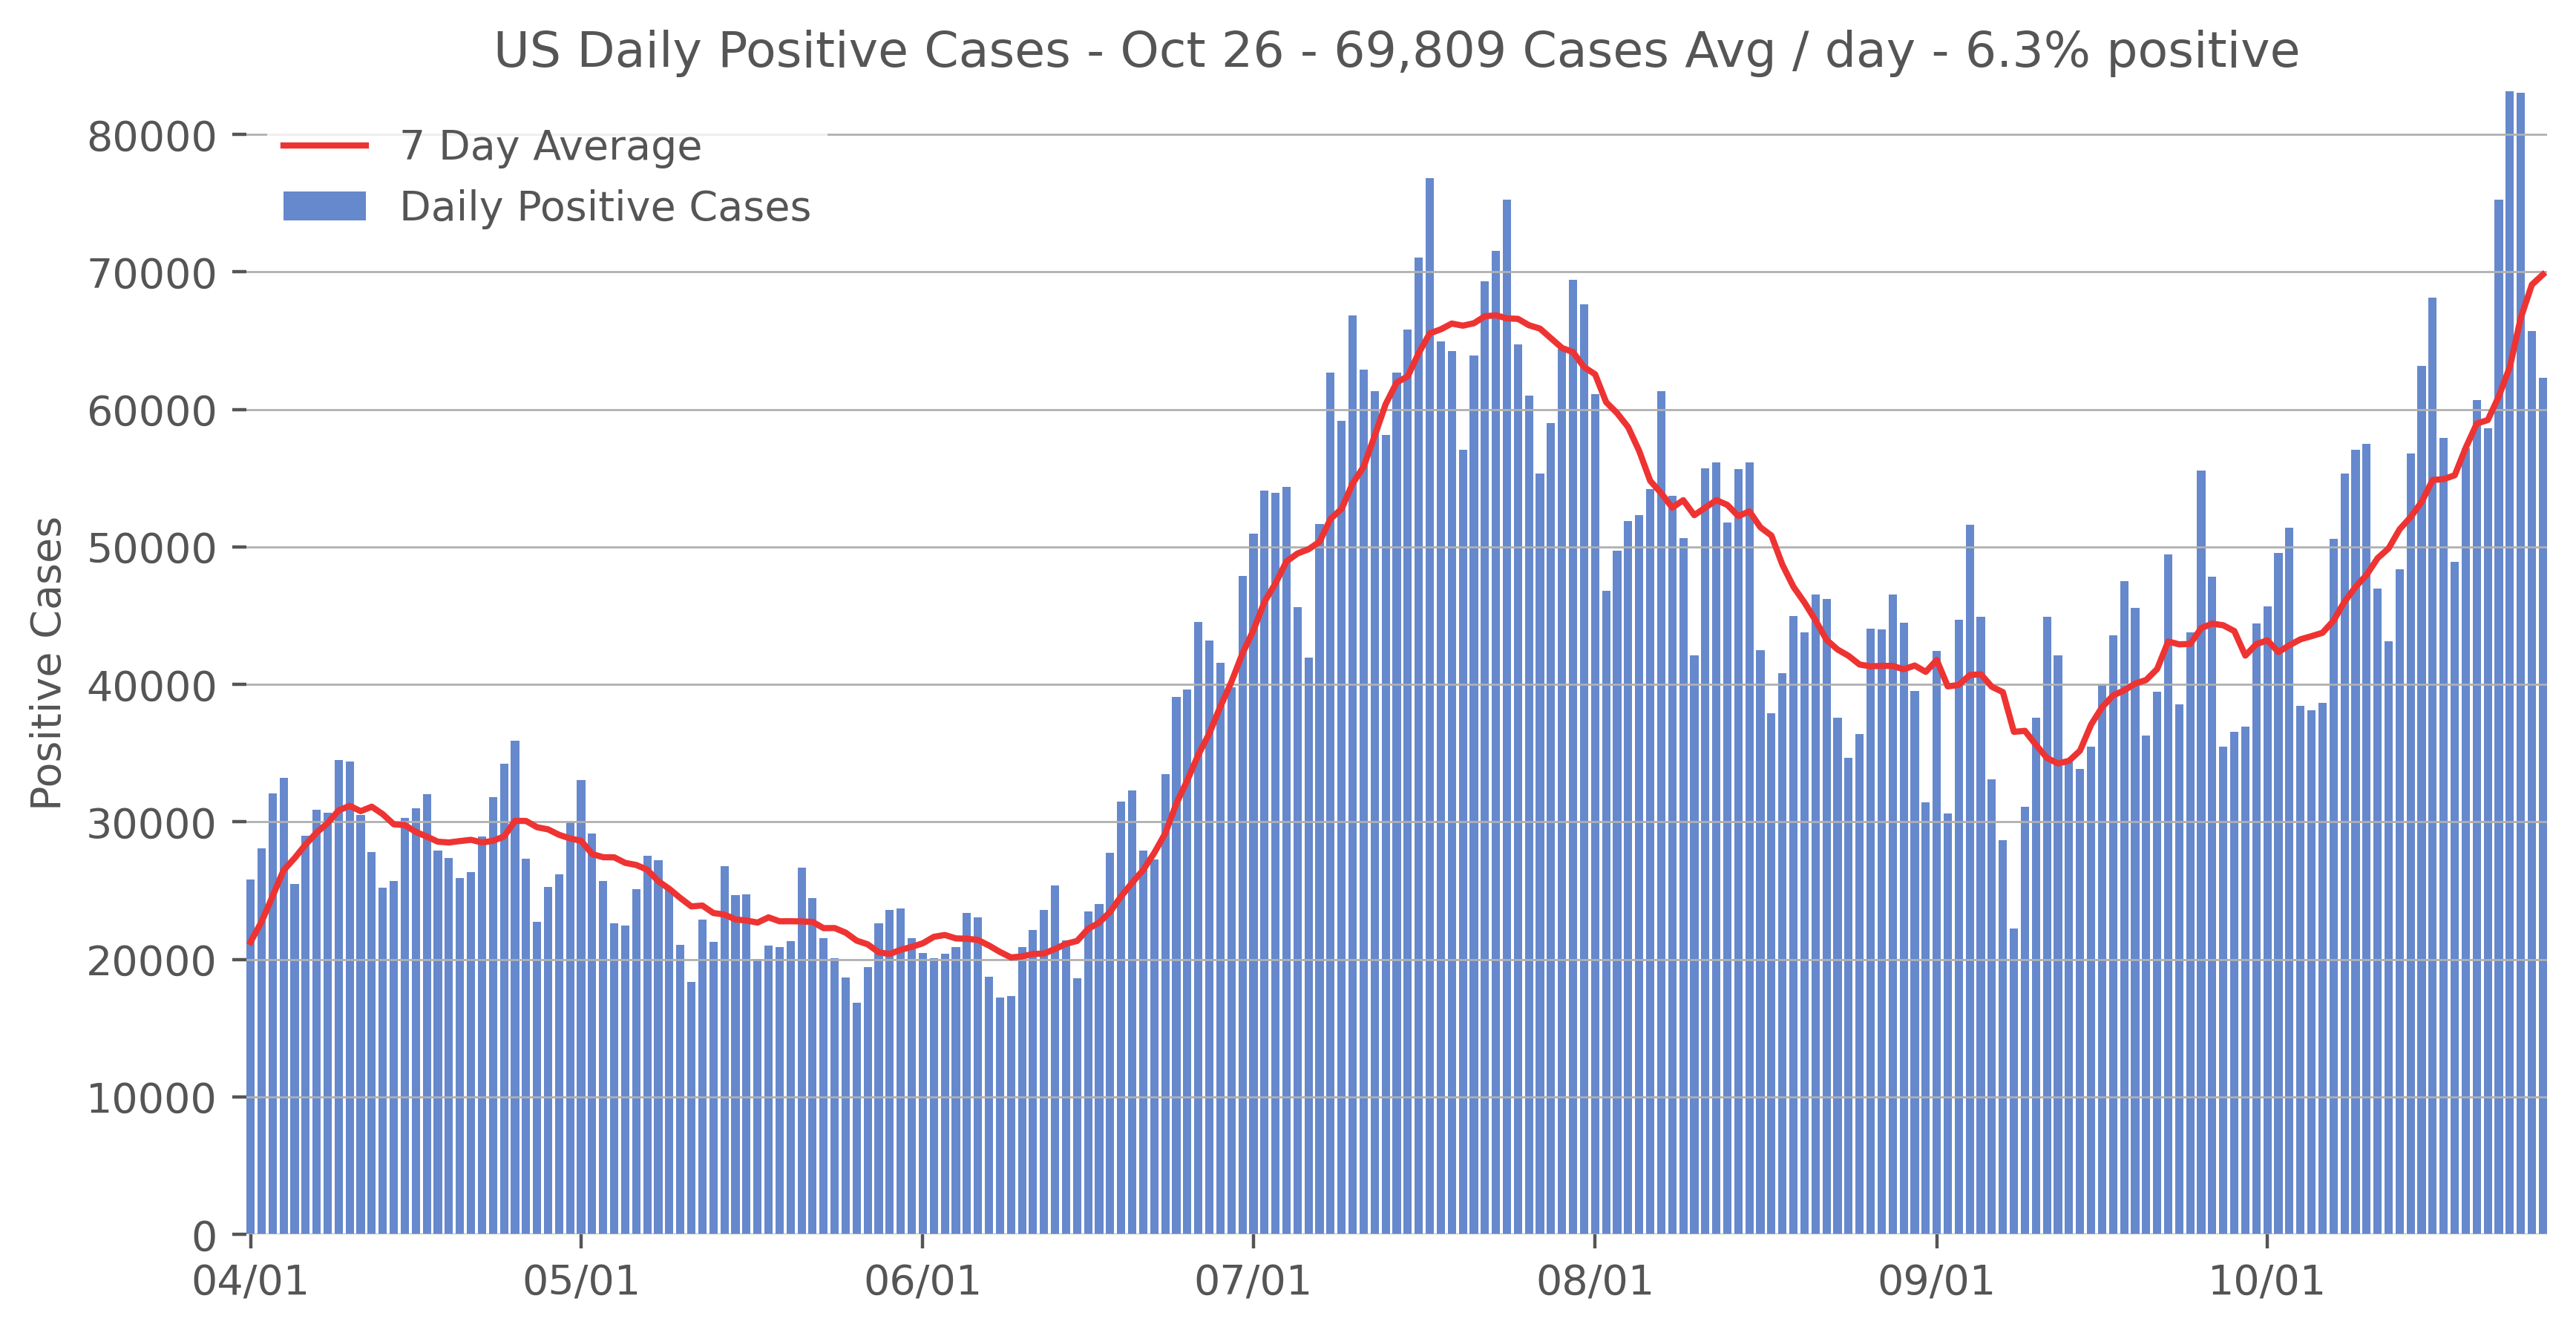 US Daily Positive Cases - Oct 26 - 69,809 Cases Avg / day - 6.3% positive
7 Day Average
Daily Positive Cases
Positive Cases
80000
70000
60000
50000
40000
30000
20000
10000
0
04/01 05/01 06/01 07/01 08/01 09/01 10/01